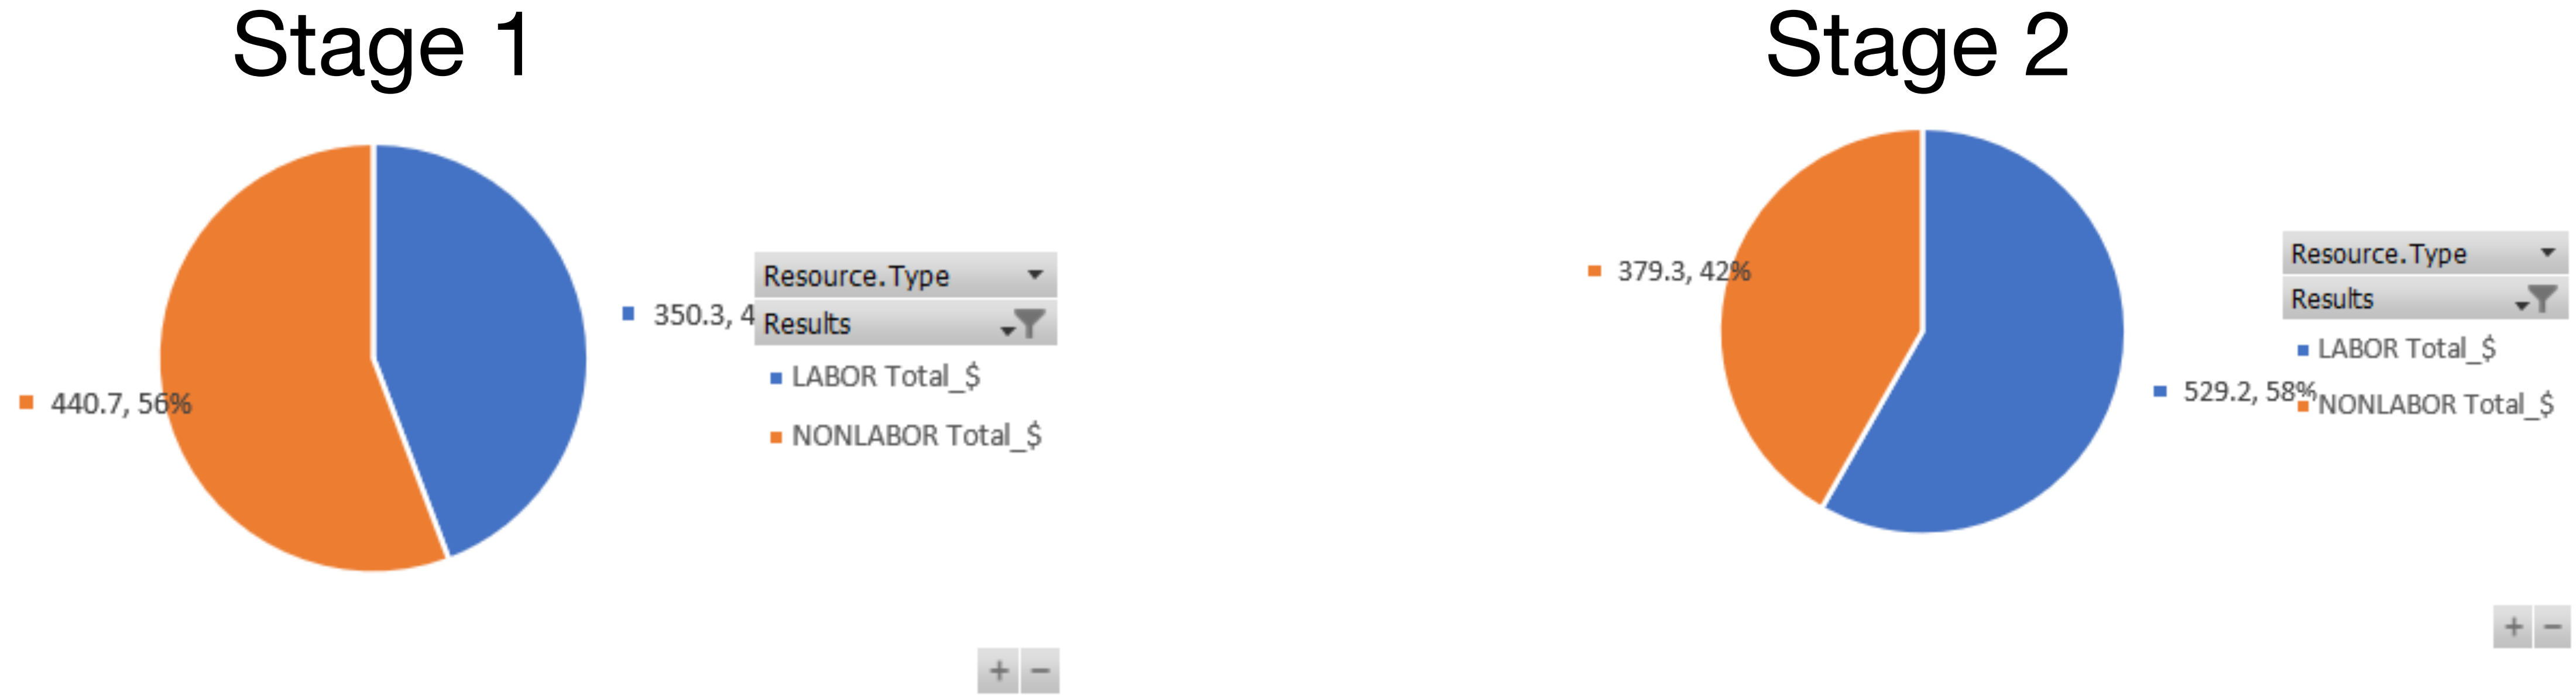 Stage 1
440.7, 56%
350.3, 4
Resource.Type
Results
LABOR Total_$
NONLABOR Total_$
+ −
Stage 2
379.3, 42%
529.2, 58%
Resource.Type
Results
LABOR Total_$
NONLABOR Total_$
+ −